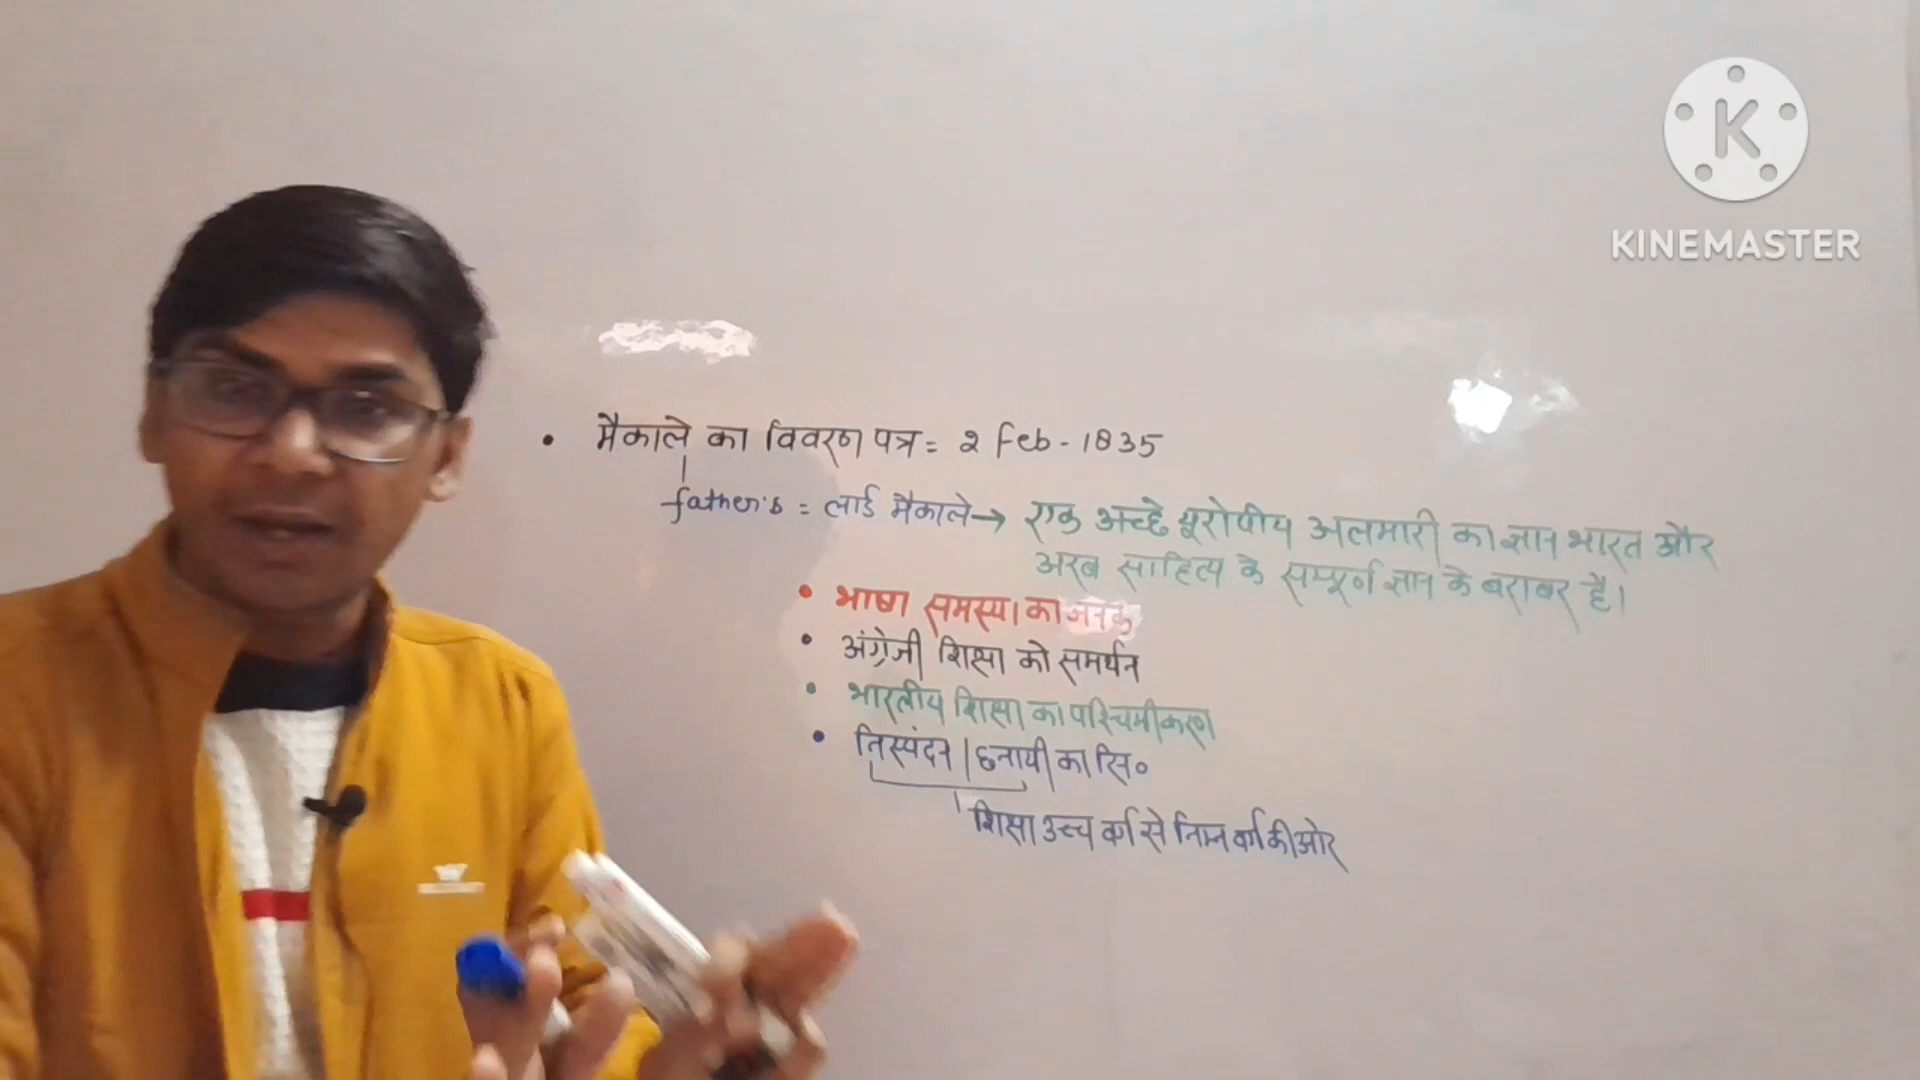 K
KINEMASTER
• मैकाले का विवरण पत्र = 2 Feb - 1835
father's = लार्ड मैकाले → एक अच्छे यूरोपीय अलमारी का ज्ञान भारत और
अरब साहित्य के सम्पूर्ण ज्ञान के बराबर है।
• भाषा समस्या का जनक
• अंग्रेजी शिक्षा को समर्थन
• भारतीय शिक्षा का पश्चिमीकरण
• निस्पंदन | छनायी का सि०
शिक्षा उच्च वर्ग से निम्न वर्ग की ओर